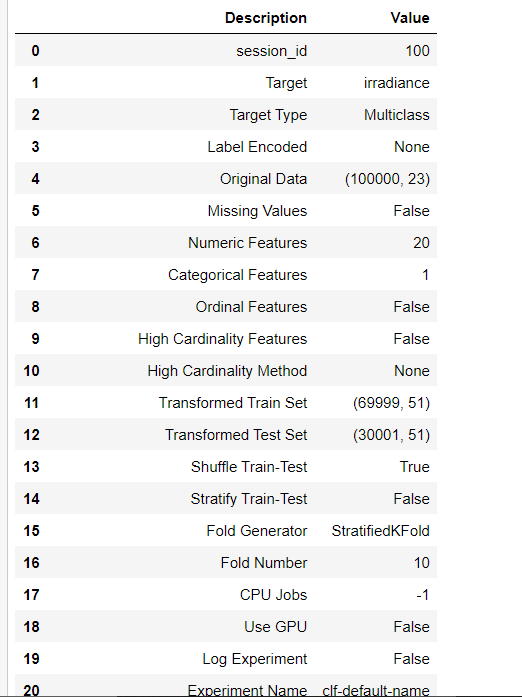 Description Value
0 session_id 100
1 Target irradiance
2 Target Type Multiclass
3 Label Encoded None
4 Original Data (100000, 23)
5 Missing Values False
6 Numeric Features 20
7 Categorical Features 1
8 Ordinal Features False
9 High Cardinality Features False
10 High Cardinality Method None
11 Transformed Train Set (69999, 51)
12 Transformed Test Set (30001, 51)
13 Shuffle Train-Test True
14 Stratify Train-Test False
15 Fold Generator StratifiedKFold
16 Fold Number 10
17 CPU Jobs -1
18 Use GPU False
19 Log Experiment False
20 Experiment Name clf-default-name